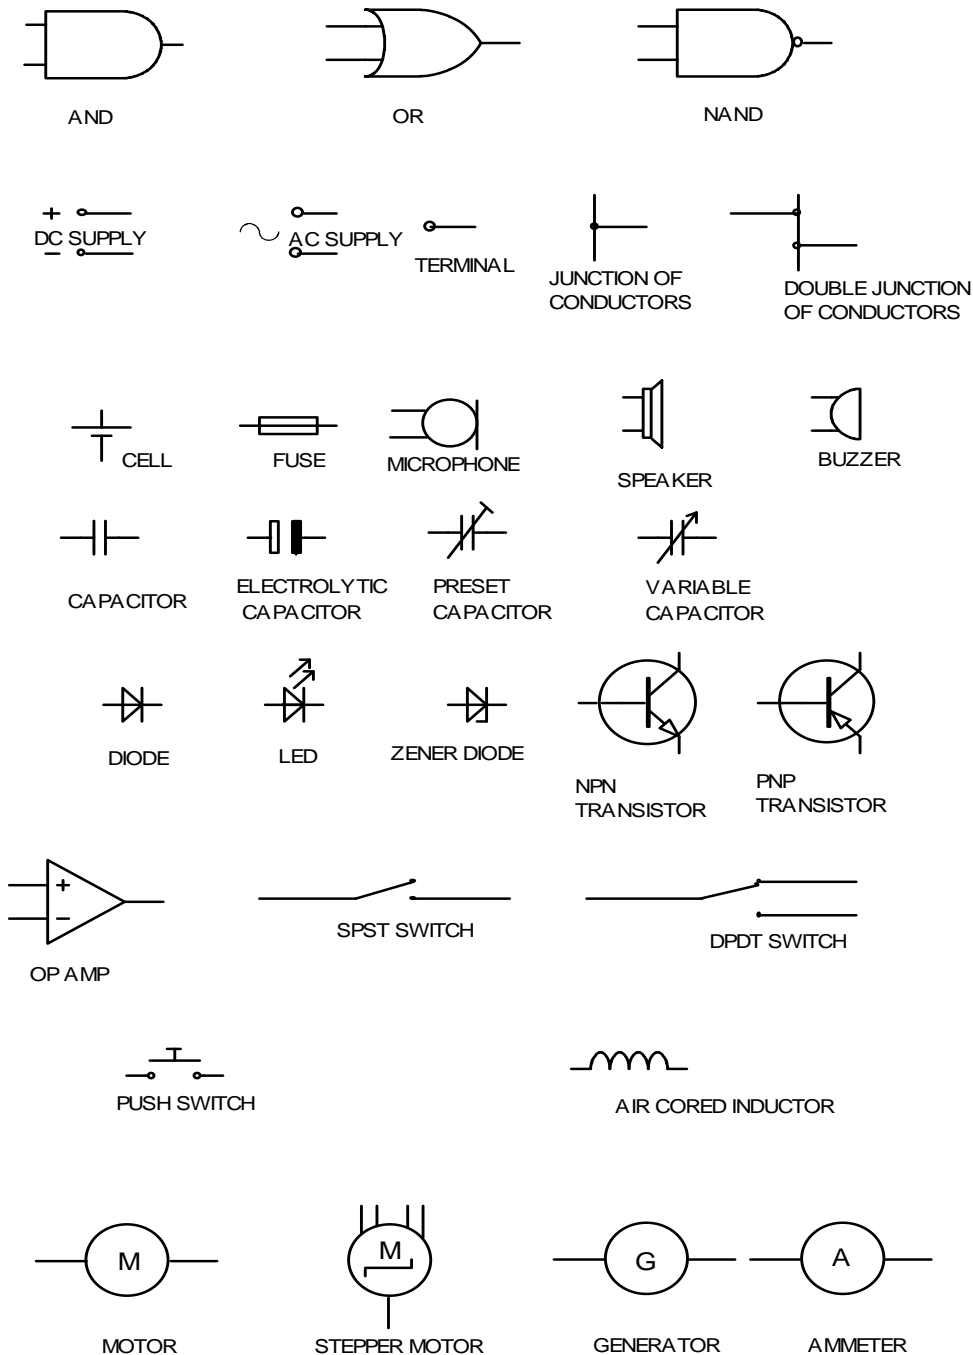 AND
OR
NAND
+
DC SUPPLY
−
AC SUPPLY
TERMINAL
JUNCTION OF
CONDUCTORS
DOUBLE JUNCTION
OF CONDUCTORS
CELL
FUSE
MICROPHONE
SPEAKER
BUZZER
CAPACITOR
ELECTROLYTIC
CAPACITOR
PRESET
CAPACITOR
VARIABLE
CAPACITOR
DIODE
LED
ZENER DIODE
NPN
TRANSISTOR
PNP
TRANSISTOR
+
−
OP AMP
SPST SWITCH
DPDT SWITCH
PUSH SWITCH
AIR CORED INDUCTOR
M
MOTOR
M
STEPPER MOTOR
G
GENERATOR
A
AMMETER